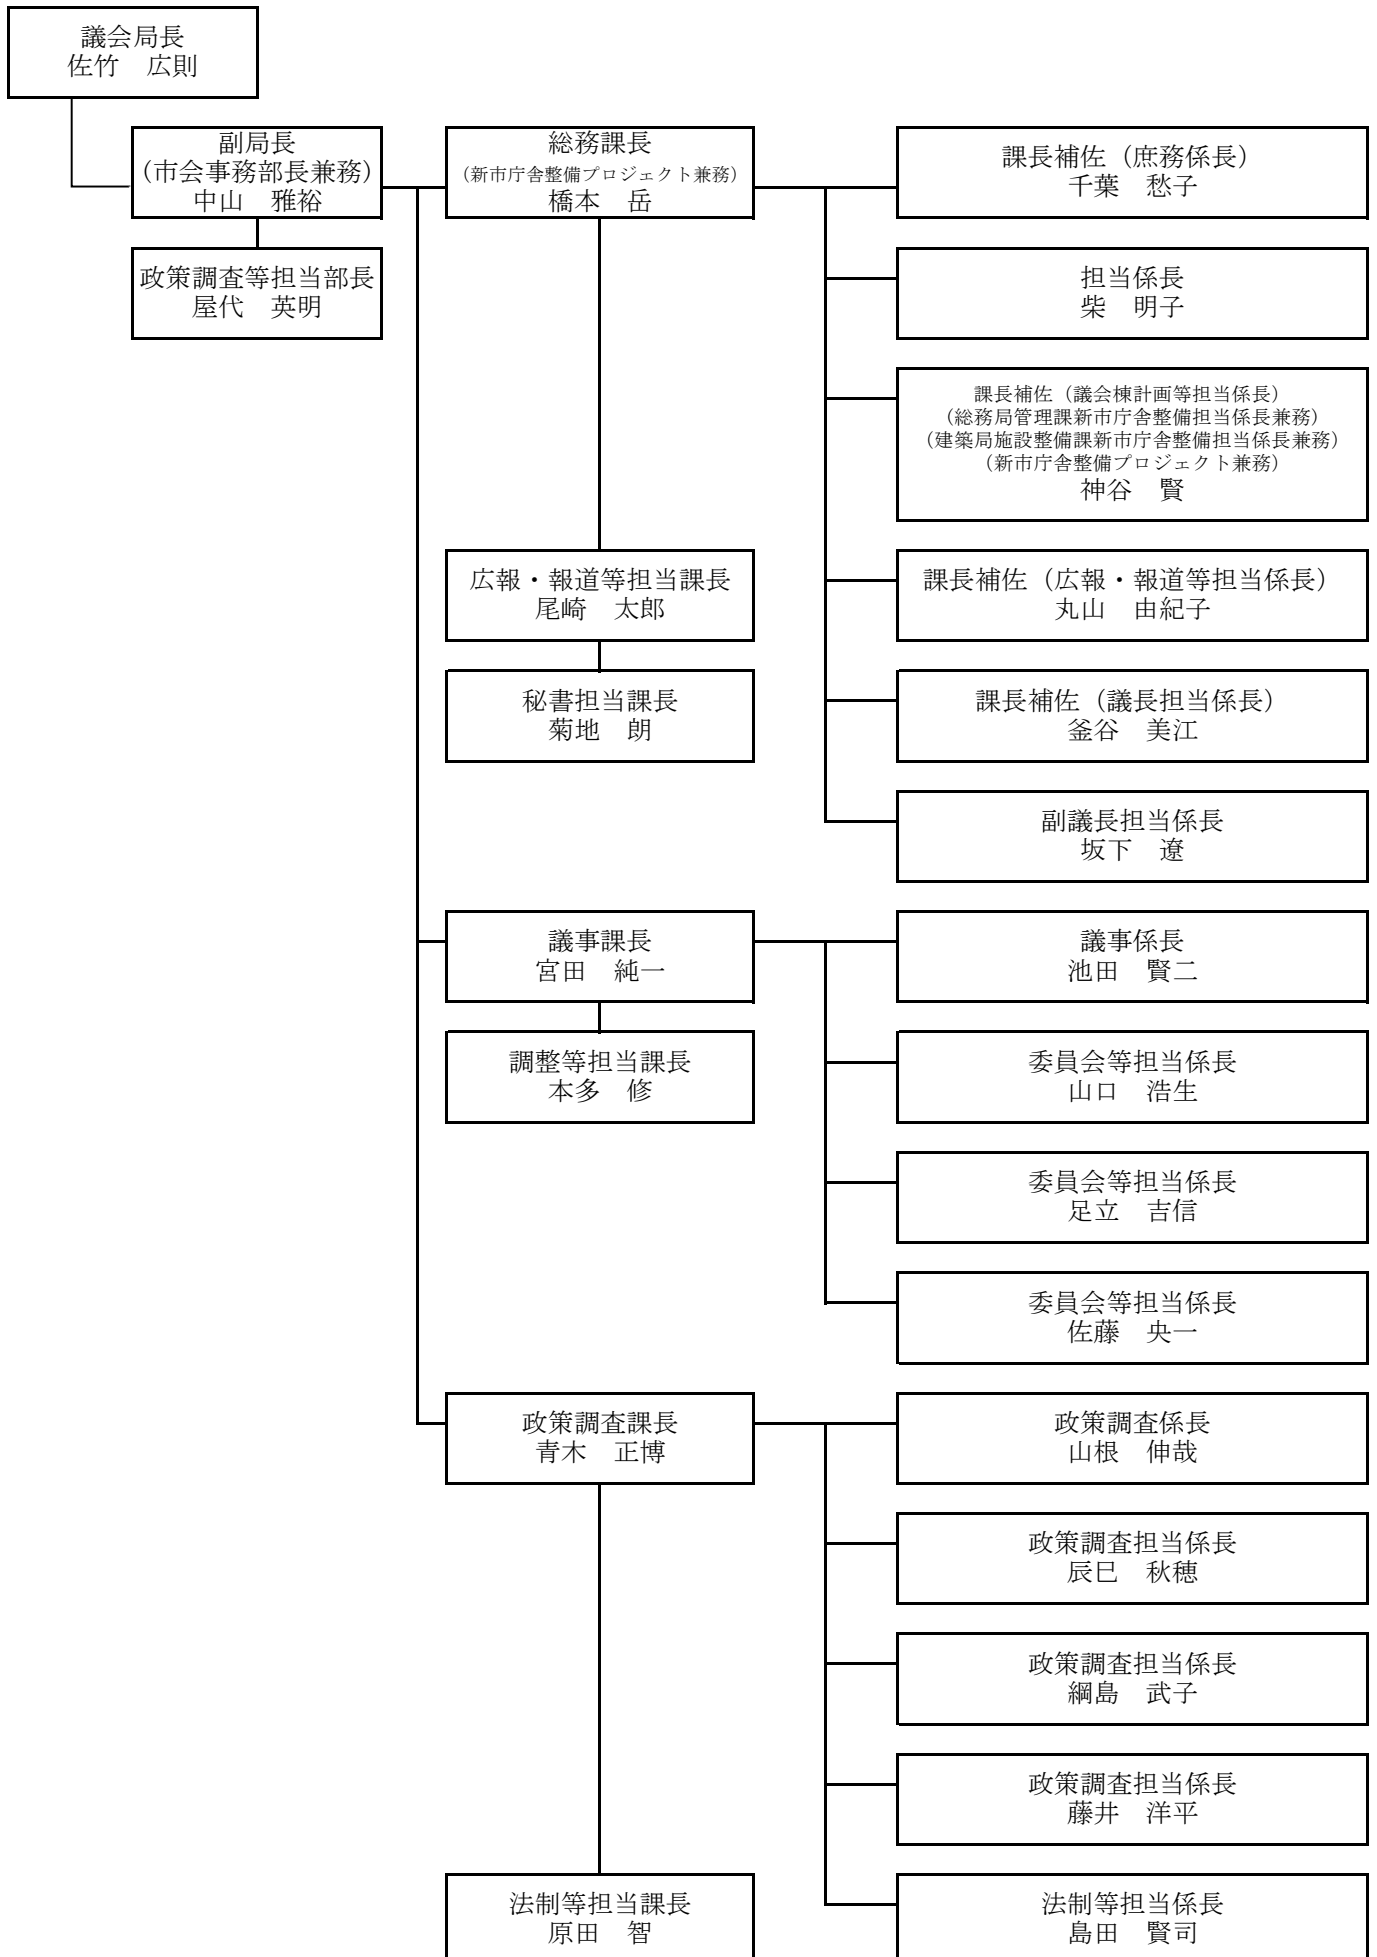 議会局長
佐竹　広則
副局長
(市会事務部長兼務)
中山　雅裕
政策調査等担当部長
屋代　英明
総務課長
(新市庁舎整備プロジェクト兼務)
橋本　岳
課長補佐（庶務係長）
千葉　愁子
担当係長
柴　明子
課長補佐（議会棟計画等担当係長）
（総務局管理課新市庁舎整備担当係長兼務）
（建築局施設整備課新市庁舎整備担当係長兼務）
（新市庁舎整備プロジェクト兼務）
神谷　賢
広報・報道等担当課長
尾崎　太郎
課長補佐（広報・報道等担当係長）
丸山　由紀子
秘書担当課長
菊地　朗
課長補佐（議長担当係長）
釜谷　美江
副議長担当係長
坂下　遼
議事課長
宮田　純一
議事係長
池田　賢二
調整等担当課長
本多　修
委員会等担当係長
山口　浩生
委員会等担当係長
足立　吉信
委員会等担当係長
佐藤　央一
政策調査課長
青木　正博
政策調査係長
山根　伸哉
政策調査担当係長
辰巳　秋穂
政策調査担当係長
綱島　武子
政策調査担当係長
藤井　洋平
法制等担当課長
原田　智
法制等担当係長
島田　賢司